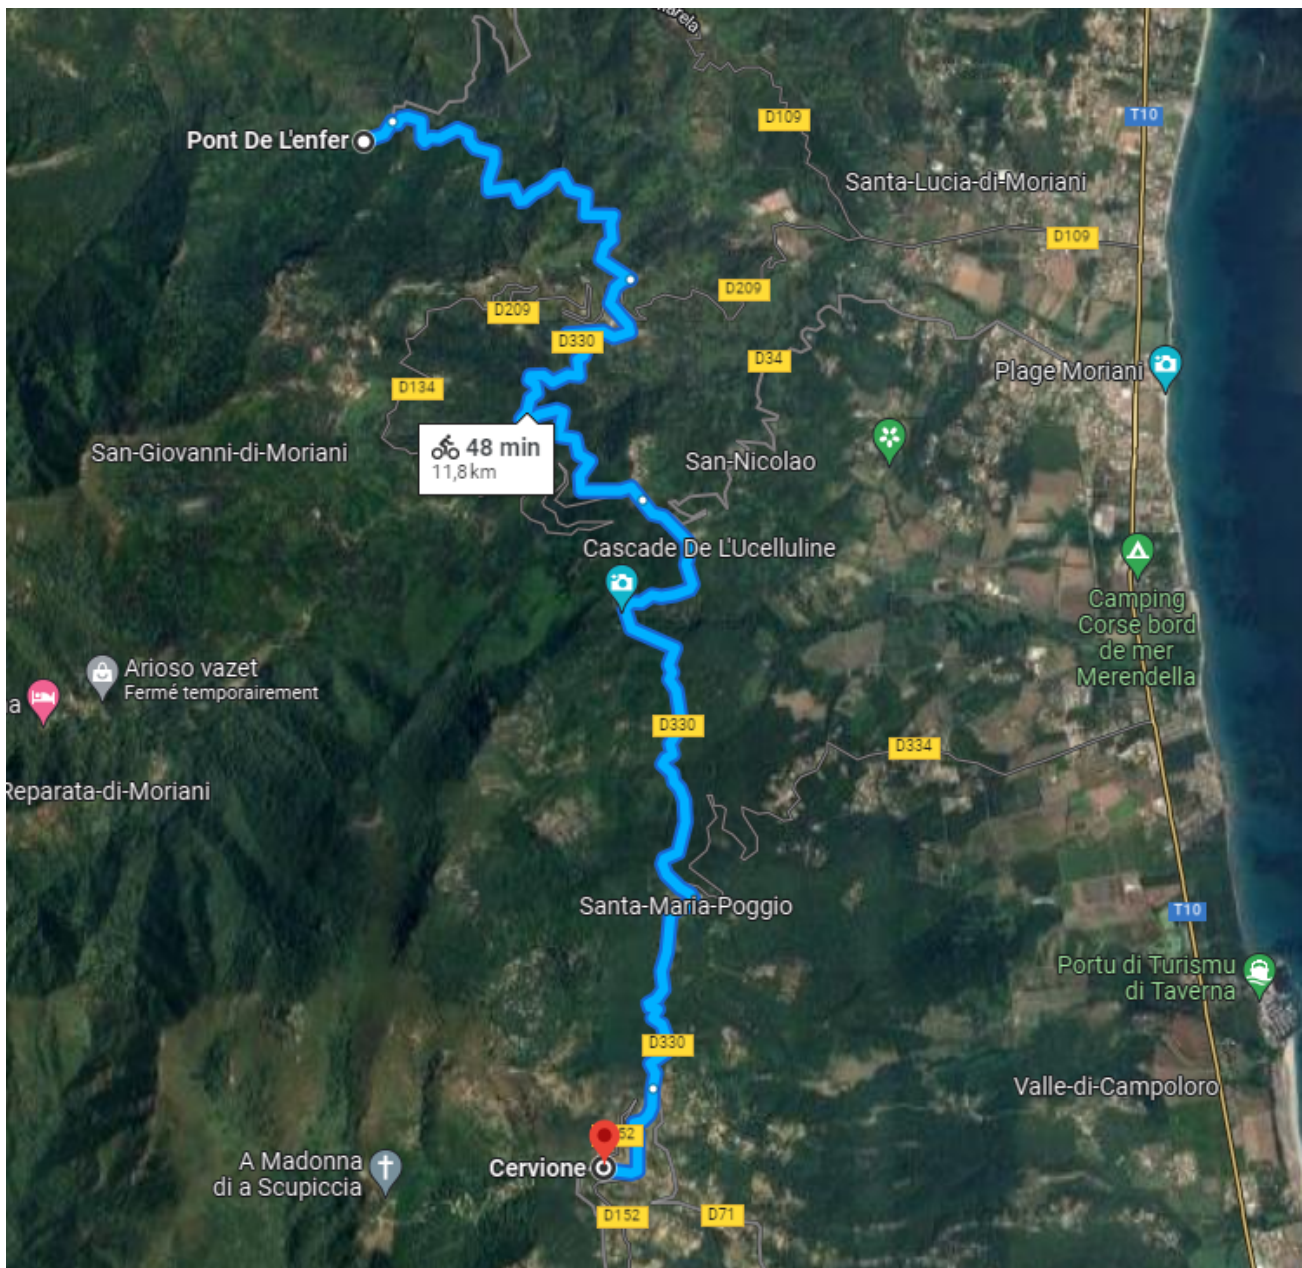 D109
T10
Pont De L'enfer
Santa-Lucia-di-Moriani
D109
D209
D209
D330
D34
Plage Moriani
D134
48 min
11,8 km
San-Giovanni-di-Moriani
San-Nicolao
Cascade De L'Ucelluline
Camping
Corse bord
de mer
Merendella
Arioso vazet
Fermé temporairement
D330
D334
Reparata-di-Moriani
Santa-Maria-Poggio
T10
Portu di Turismu
di Taverna
D330
Valle-di-Campoloro
52
Cervione
A Madonna
di a Scupiccia
D152
D71